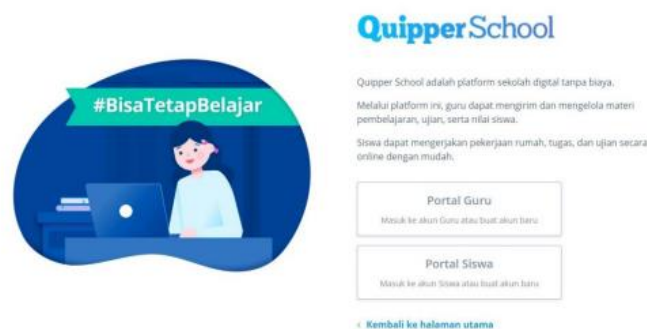 QuipperSchool
#BisaTetapBelajar
Quipper School adalah platform sekolah digital tanpa biaya.
Melalui platform ini, guru dapat mengirim dan mengelola materi
pembelajaran, ujian, serta nilai siswa.
Siswa dapat mengerjakan pekerjaan rumah, tugas, dan ujian secara
online dengan mudah.
Portal Guru
Masuk ke akun Guru atau buat akun baru
Portal Siswa
Masuk ke akun Siswa atau buat akun baru
< Kembali ke halaman utama